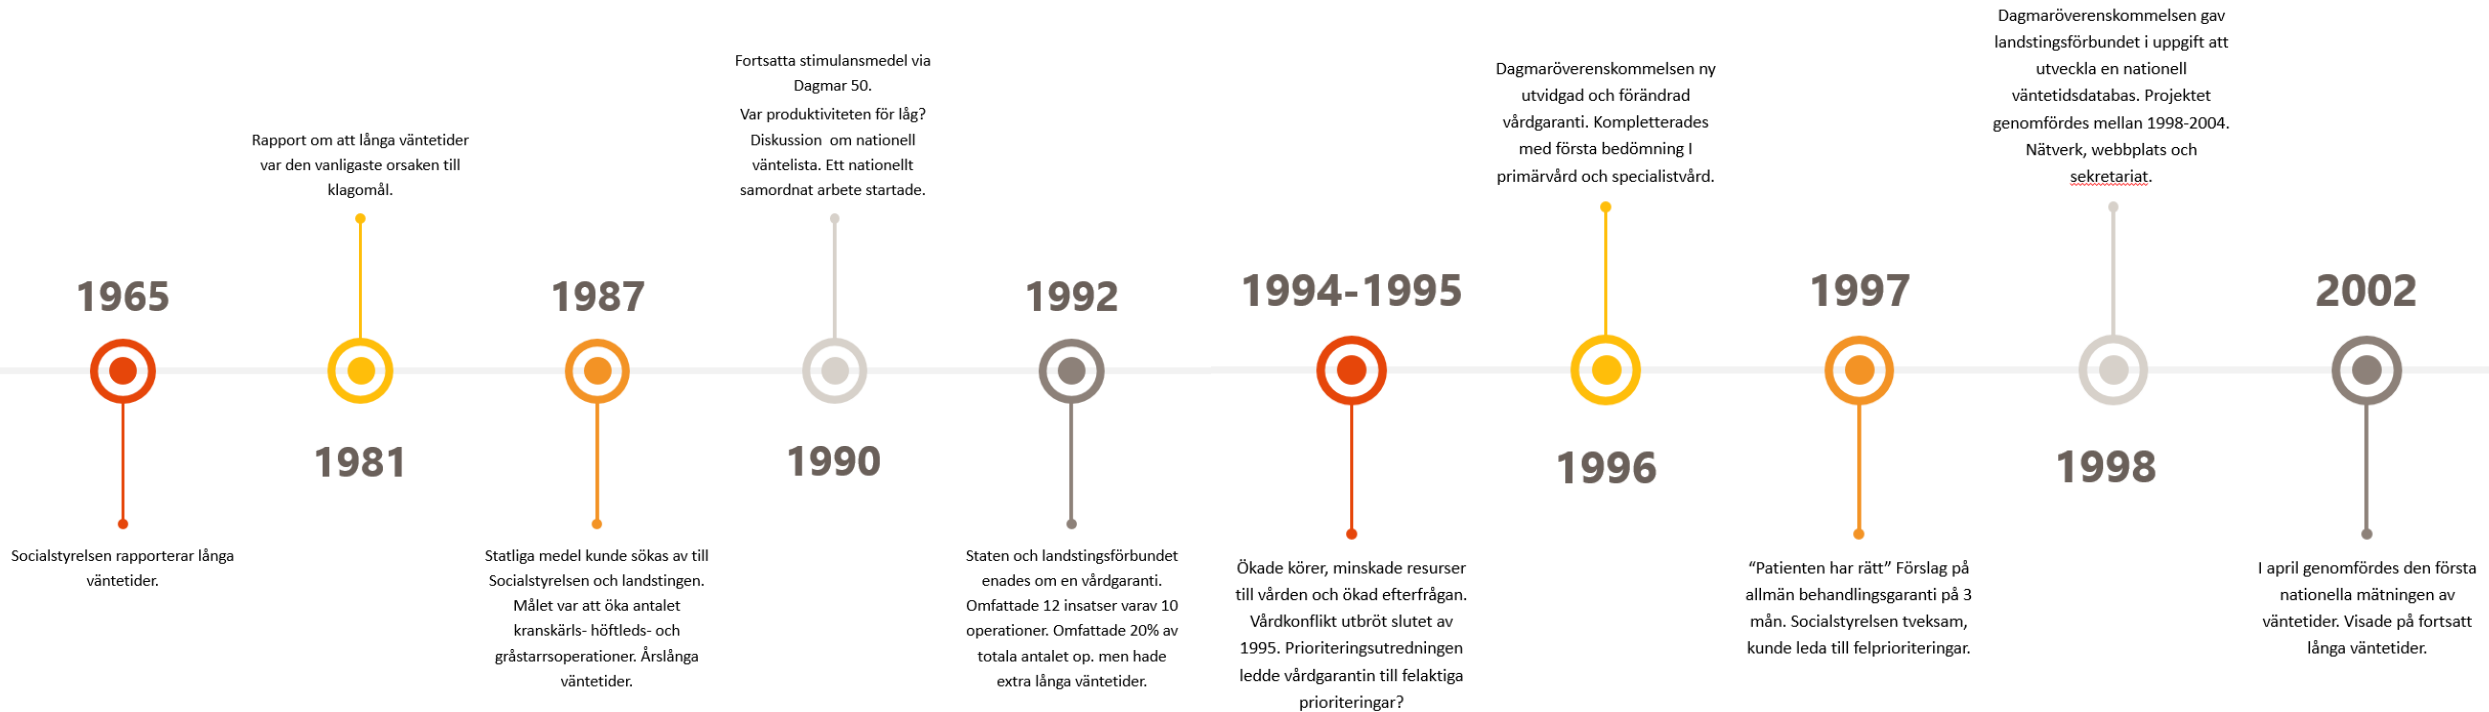 1965
Socialstyrelsen rapporterar långa
väntetider.
Rapport om att långa väntetider
var den vanligaste orsaken till
klagomål.
1981
1987
Statliga medel kunde sökas av till
Socialstyrelsen och landstingen.
Målet var att öka antalet
kranskärls- höftleds- och
gråstarrsoperationer. Årslånga
väntetider.
Fortsatta stimulansmedel via
Dagmar 50.
Var produktiviteten för låg?
Diskussion  om nationell
väntelista. Ett nationellt
samordnat arbete startade.
1990
1992
Staten och landstingsförbundet
enades om en vårdgaranti.
Omfattade 12 insatser varav 10
operationer. Omfattade 20% av
totala antalet op. men hade
extra långa väntetider.
1994-1995
Ökade körer, minskade resurser
till vården och ökad efterfrågan.
Vårdkonflikt utbröt slutet av
1995. Prioriteringsutredningen
ledde vårdgarantin till felaktiga
prioriteringar?
Dagmaröverenskommelsen ny
utvidgad och förändrad
vårdgaranti. Kompletterades
med första bedömning I
primärvård och specialistvård.
1996
1997
“Patienten har rätt” Förslag på
allmän behandlingsgaranti på 3
mån. Socialstyrelsen tveksam,
kunde leda till felprioriteringar.
Dagmaröverenskommelsen gav
landstingsförbundet i uppgift att
utveckla en nationell
väntetidsdatabas. Projektet
genomfördes mellan 1998-2004.
Nätverk, webbplats och
sekretariat.
1998
2002
I april genomfördes den första
nationella mätningen av
väntetider. Visade på fortsatt
långa väntetider.